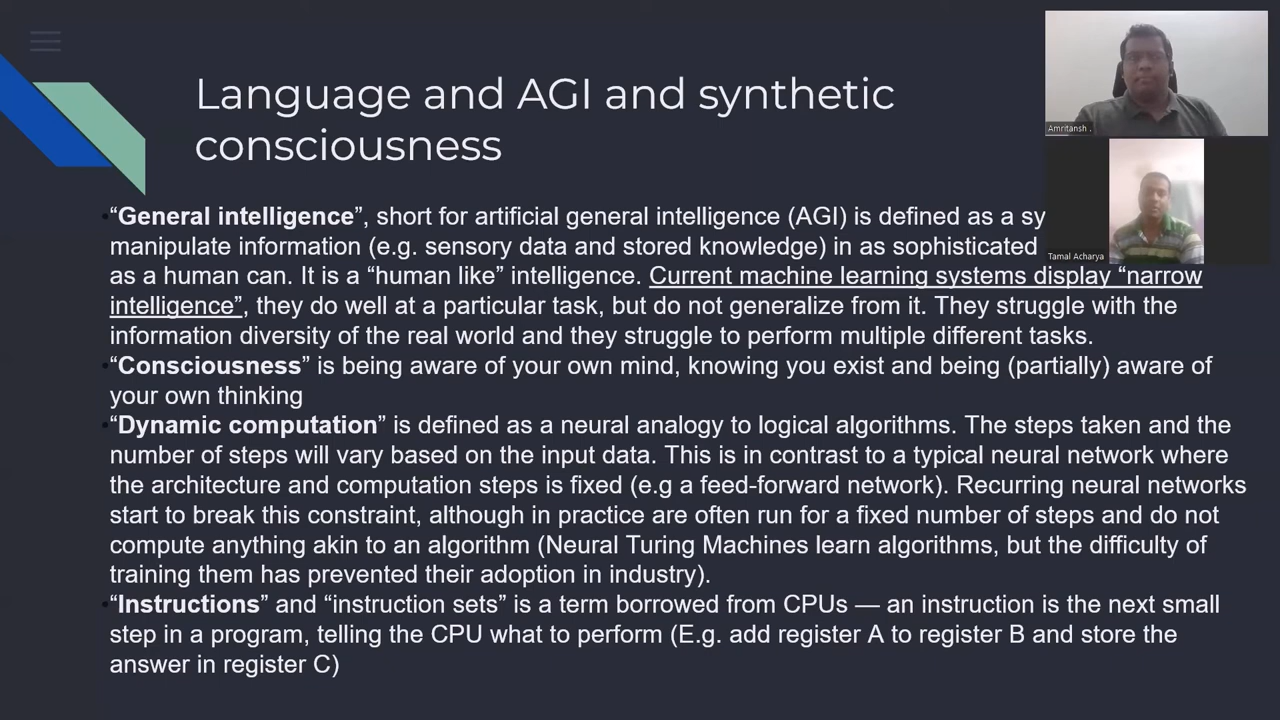 Language and AGI and synthetic
consciousness
Amritansh .
Tamal Acharya
“General intelligence”, short for artificial general intelligence (AGI) is defined as a sy
manipulate information (e.g. sensory data and stored knowledge) in as sophisticated
as a human can. It is a “human like” intelligence. Current machine learning systems display “narrow
intelligence”, they do well at a particular task, but do not generalize from it. They struggle with the
information diversity of the real world and they struggle to perform multiple different tasks.
“Consciousness” is being aware of your own mind, knowing you exist and being (partially) aware of
your own thinking
“Dynamic computation” is defined as a neural analogy to logical algorithms. The steps taken and the
number of steps will vary based on the input data. This is in contrast to a typical neural network where
the architecture and computation steps is fixed (e.g a feed-forward network). Recurring neural networks
start to break this constraint, although in practice are often run for a fixed number of steps and do not
compute anything akin to an algorithm (Neural Turing Machines learn algorithms, but the difficulty of
training them has prevented their adoption in industry).
“Instructions” and “instruction sets” is a term borrowed from CPUs — an instruction is the next small
step in a program, telling the CPU what to perform (E.g. add register A to register B and store the
answer in register C)